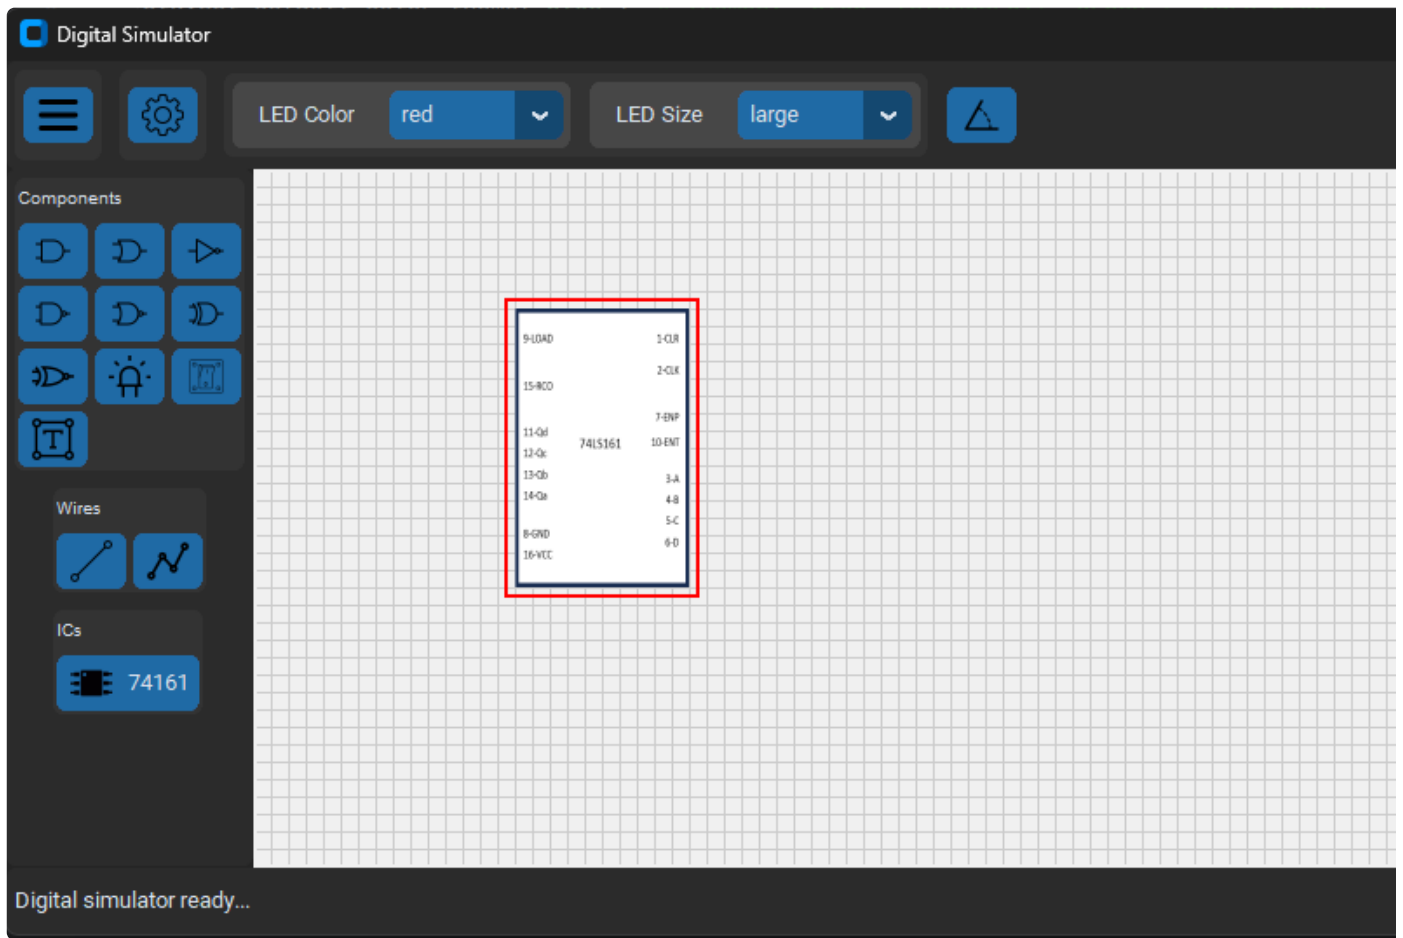 Digital Simulator
LED Color
red
LED Size
large
Components
T
Wires
ICs
74161
9-LOAD
1-CLR
2-CLK
15-RCO
7-ENP
11-Qd
74LS161
10-ENT
12-Qc
13-Qb
3-A
14-Qa
4-B
5-C
8-GND
6-D
16-VCC
Digital simulator ready...